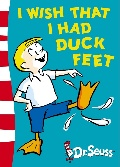 I WISH THAT
I HAD DUCK
FEET
Dr. Seuss